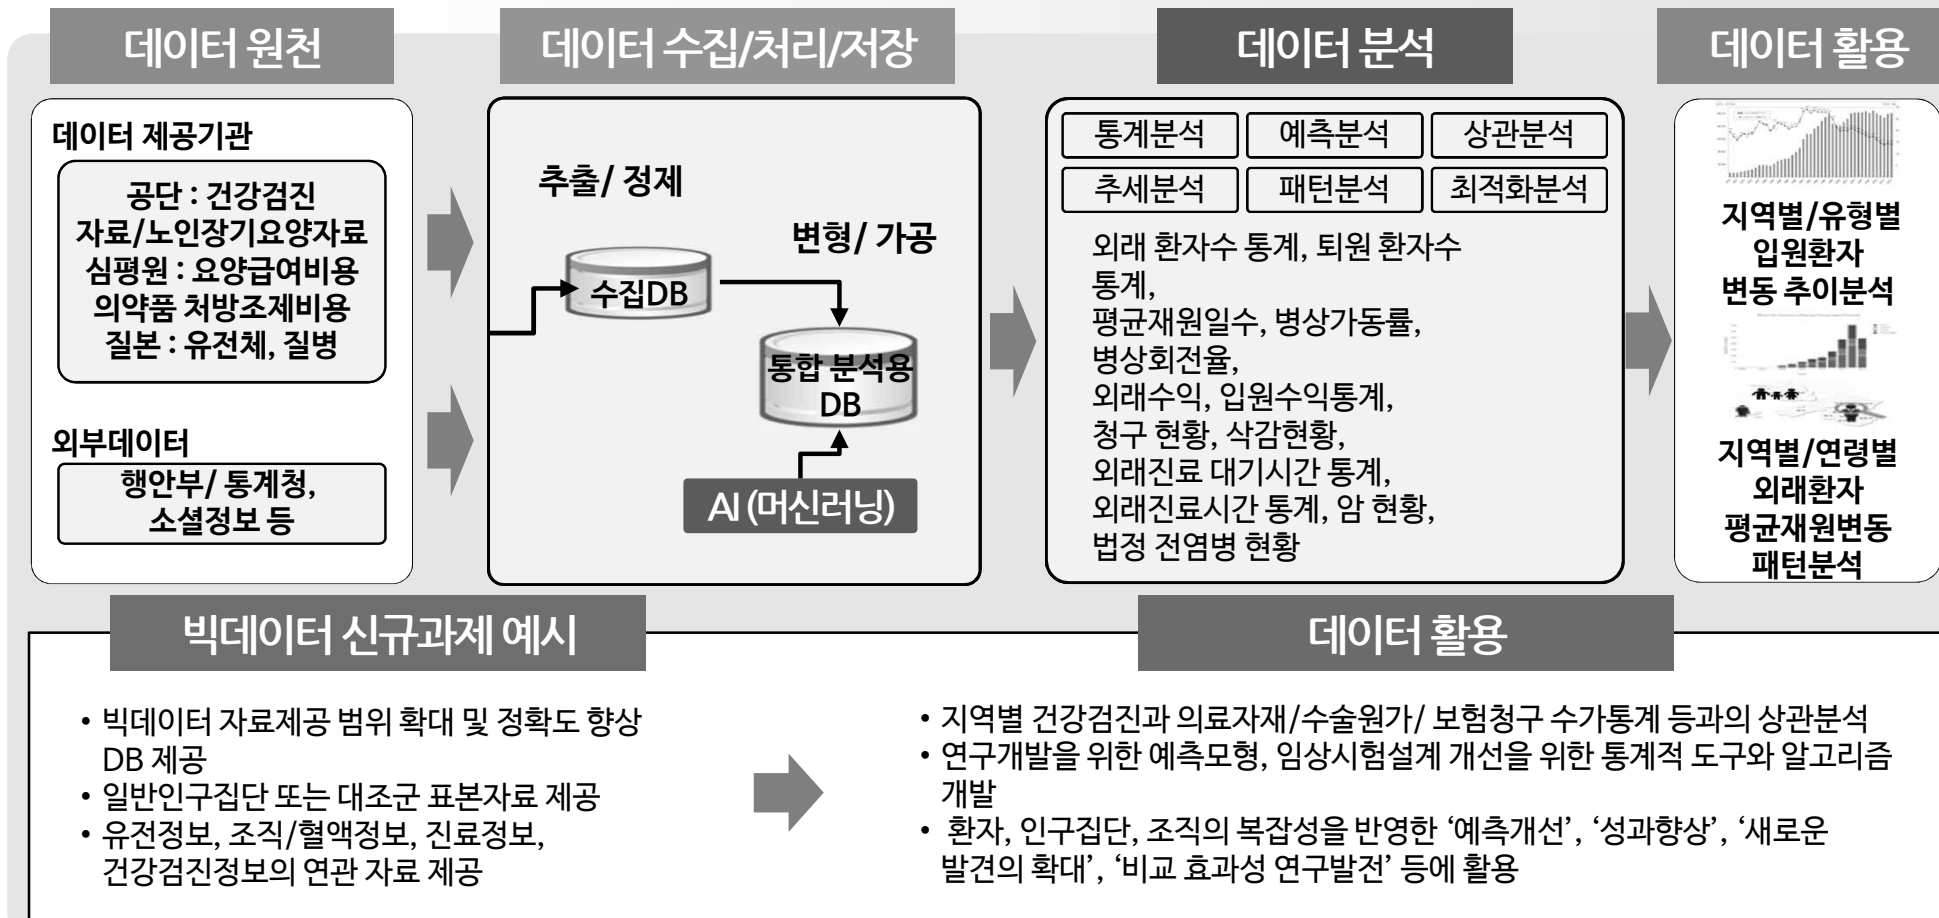 데이터 원천
데이터 수집/처리/저장
데이터 분석
데이터 활용
데이터 제공기관
공단 : 건강검진
자료/노인장기요양자료
심평원 : 요양급여비용
의약품 처방조제비용
질본 : 유전체, 질병
외부데이터
행안부/ 통계청,
소셜정보 등
추출/ 정제
변형/ 가공
수집DB
통합 분석용
DB
AI (머신러닝)
통계분석
예측분석
상관분석
추세분석
패턴분석
최적화분석
외래 환자수 통계, 퇴원 환자수
통계,
평균재원일수, 병상가동률,
병상회전율,
외래수익, 입원수익통계,
청구 현황, 삭감현황,
외래진료 대기시간 통계,
외래진료시간 통계, 암 현황,
법정 전염병 현황
지역별/유형별
입원환자
변동 추이분석
지역별/연령별
외래환자
평균재원변동
패턴분석
빅데이터 신규과제 예시
• 빅데이터 자료제공 범위 확대 및 정확도 향상
DB 제공
• 일반인구집단 또는 대조군 표본자료 제공
• 유전정보, 조직/혈액정보, 진료정보,
건강검진정보의 연관 자료 제공
데이터 활용
• 지역별 건강검진과 의료자재/수술원가/ 보험청구 수가통계 등과의 상관분석
• 연구개발을 위한 예측모형, 임상시험설계 개선을 위한 통계적 도구와 알고리즘
개발
• 환자, 인구집단, 조직의 복잡성을 반영한 ‘예측개선’, ‘성과향상’, ‘새로운
발견의 확대’, ‘비교 효과성 연구발전’ 등에 활용